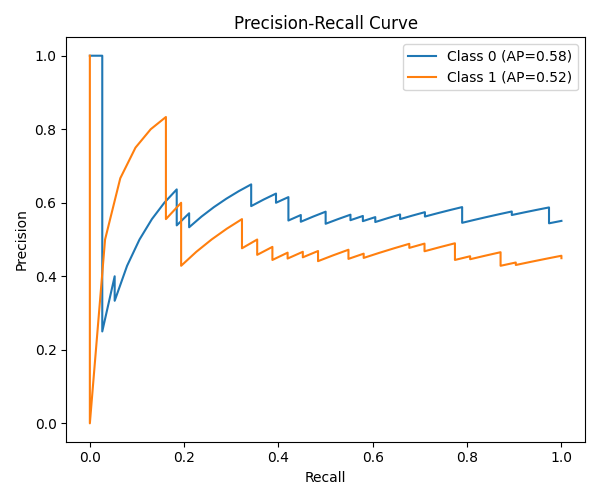 Precision-Recall Curve
Class 0 (AP=0.58)
Class 1 (AP=0.52)
Precision
1.0
0.8
0.6
0.4
0.2
0.0
0.0 0.2 0.4 0.6 0.8 1.0
Recall